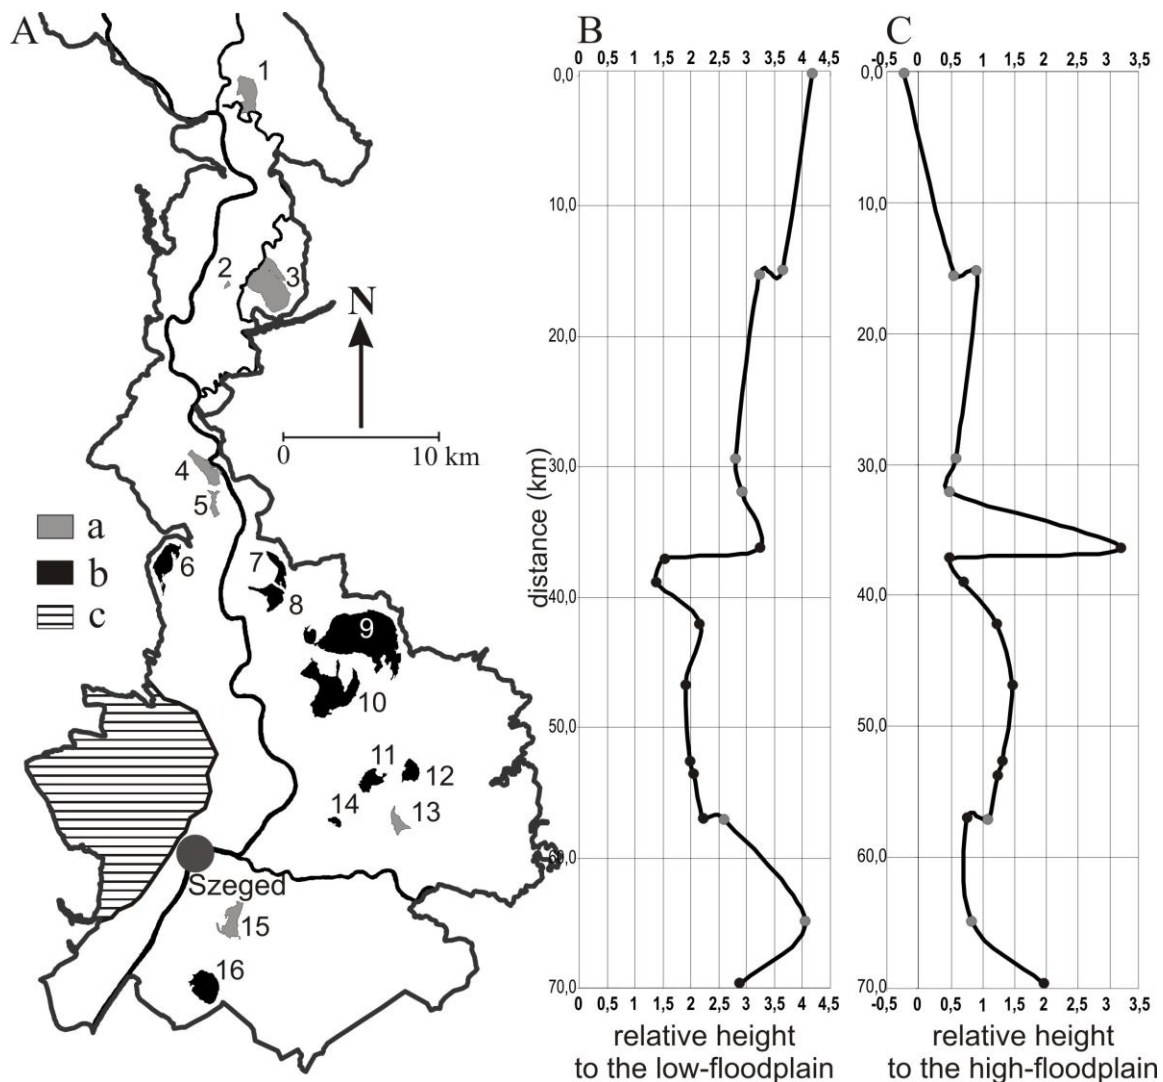 A
1
2
3
N
0 10 km
4
5
a
b
c
6
7
8
9
10
11
12
13
14
Szeged
15
16
B
0 0,5 1 1,5 2 2,5 3 3,5 4 4,5
0,0
10,0
20,0
30,0
40,0
50,0
60,0
70,0
distance (km)
0 0,5 1 1,5 2 2,5 3 3,5 4 4,5
relative height
to the low-floodplain
C
-0,5 0 0,5 1 1,5 2 2,5 3 3,5
0,0
10,0
20,0
30,0
40,0
50,0
60,0
70,0
-0,5 0 0,5 1 1,5 2 2,5 3 3,5
relative height
to the high-floodplain